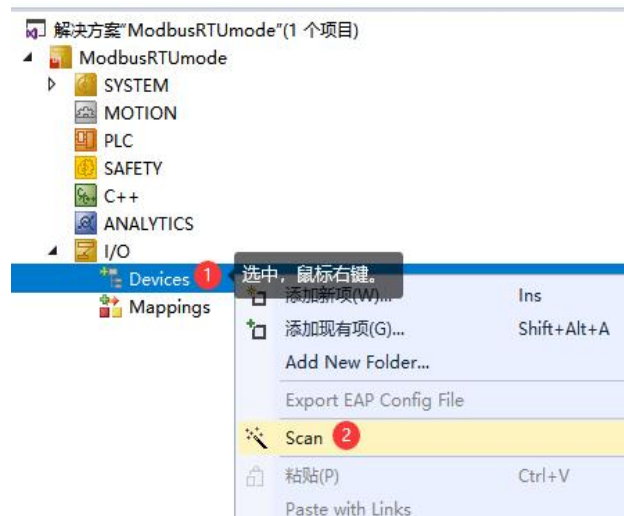 解决方案"ModbusRTUmode"(1 个项目)
ModbusRTUmode
SYSTEM
MOTION
PLC
SAFETY
C++
ANALYTICS
I/O
Devices 1 选中，鼠标右键。
Mappings
添加新项(W)... Ins
添加现有项(G)... Shift+Alt+A
Add New Folder...
Export EAP Config File
Scan 2
粘贴(P) Ctrl+V
Paste with Links